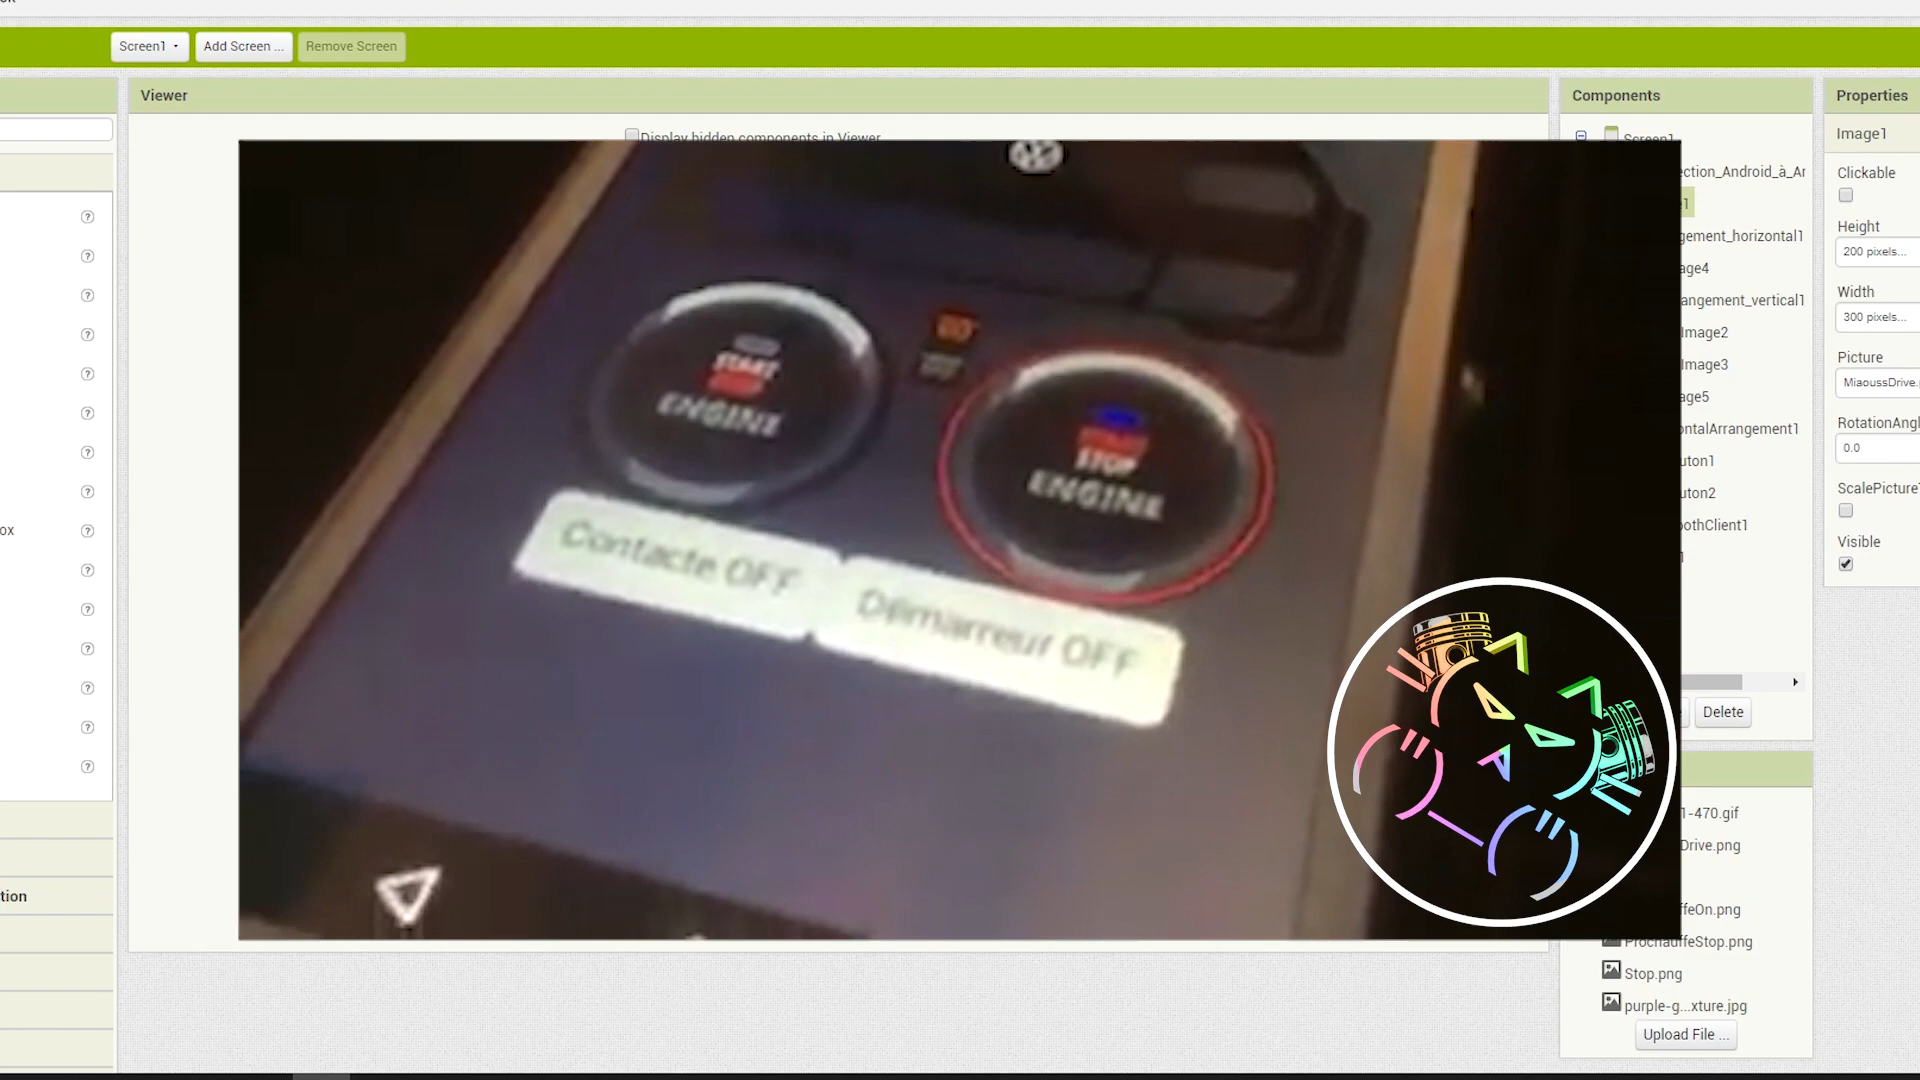 Screen1
Add Screen ...
Remove Screen
Viewer
Components
Properties
Display hidden components in Viewer
Screen1
Image1
ection_Android_à_Ar
Clickable
gement_horizontal1
Height
age4
200 pixels...
angement_vertical1
Width
Image2
300 pixels...
Image3
Picture
MiaoussDrive.
age5
RotationAngl
ntalArrangement1
0.0
uton1
ScalePicture
uton2
othClient1
Visible
ox
START
ENGINE
START
STOP
ENGINE
Contacte OFF
Démarreur OFF
Delete
1-470.gif
Drive.png
tion
ffeOn.png
ProchauffeStop.png
Stop.png
purple-g...xture.jpg
Upload File ...